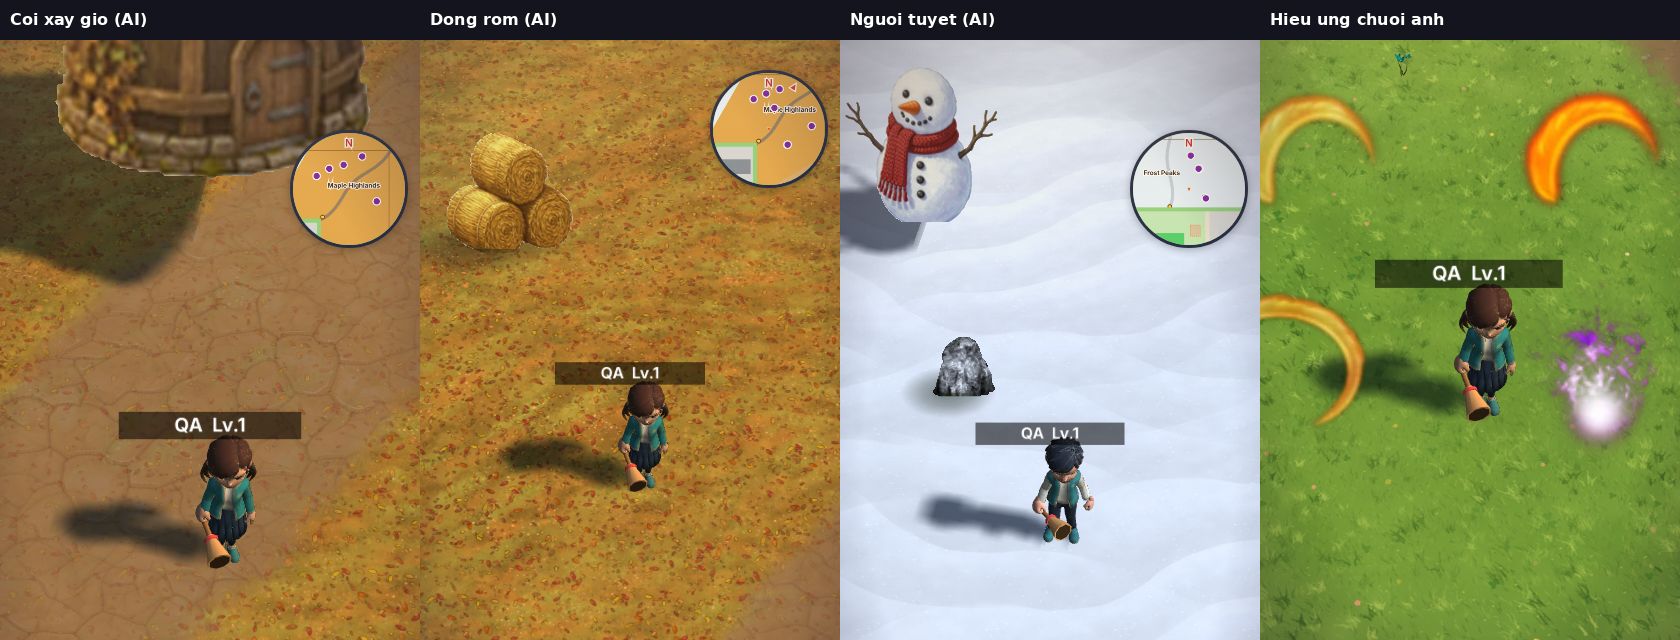 Coi xay gio (AI)
Dong rom (AI)
Nguoi tuyet (AI)
Hieu ung chuoi anh
N
Maple Highlands
QA Lv.1
N
Maple Highlands
QA Lv.1
N
Frost Peaks
QA Lv.1
QA Lv.1